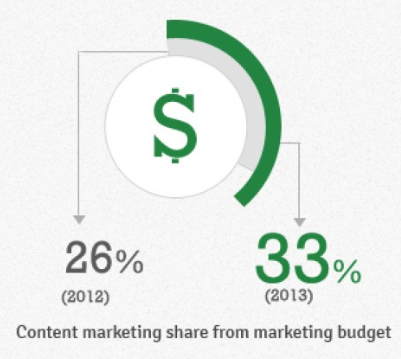 $
26% 33%
(2012) (2013)
Content marketing share from marketing budget